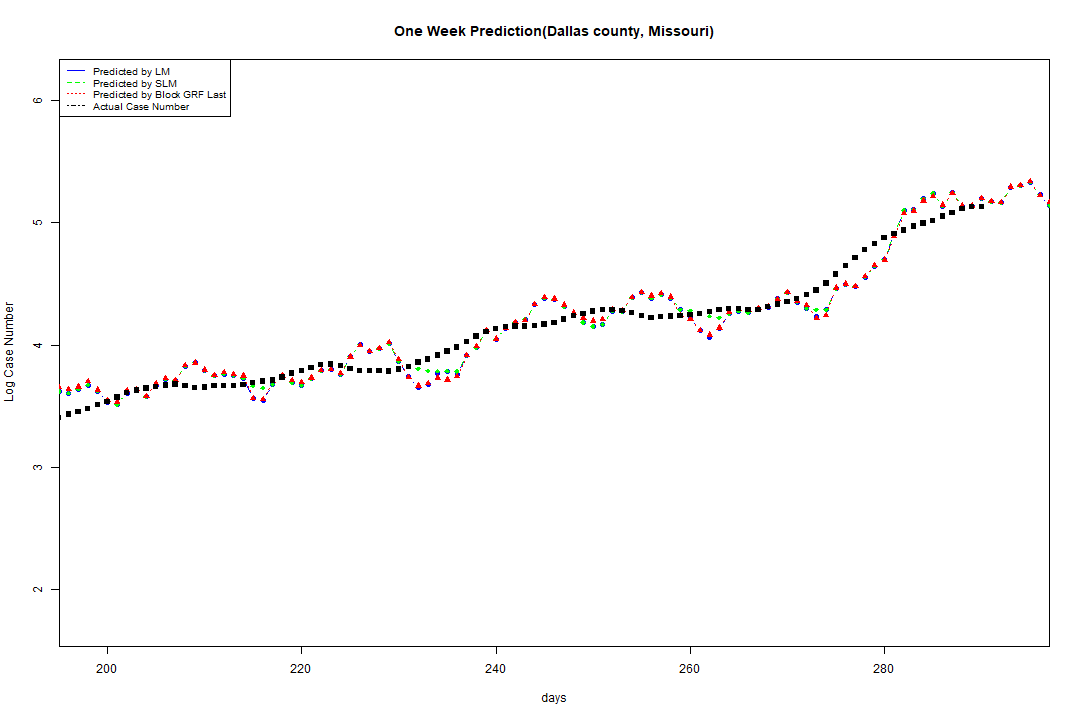 One Week Prediction(Dallas county, Missouri)
Predicted by LM
Predicted by SLM
Predicted by Block GRF Last
Actual Case Number
6
5
4
3
2
Log Case Number
200 220 240 260 280
days